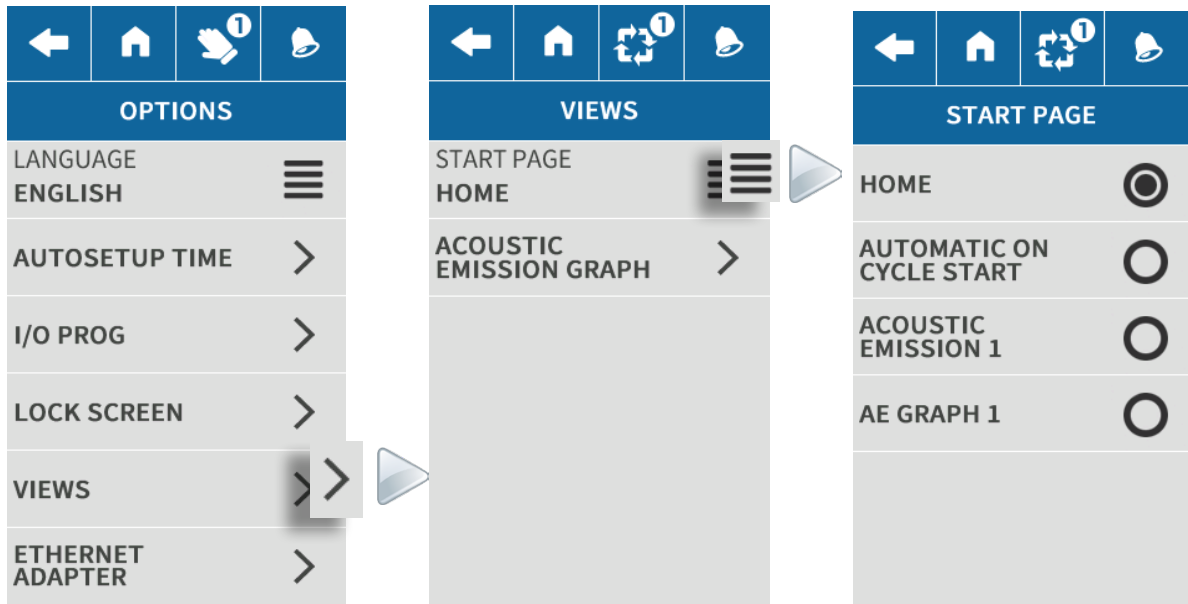 1
OPTIONS
LANGUAGE
ENGLISH
AUTOSETUP TIME
I/O PROG
LOCK SCREEN
VIEWS
ETHERNET
ADAPTER
1
VIEWS
START PAGE
HOME
ACOUSTIC
EMISSION GRAPH
1
START PAGE
HOME
AUTOMATIC ON
CYCLE START
ACOUSTIC
EMISSION 1
AE GRAPH 1